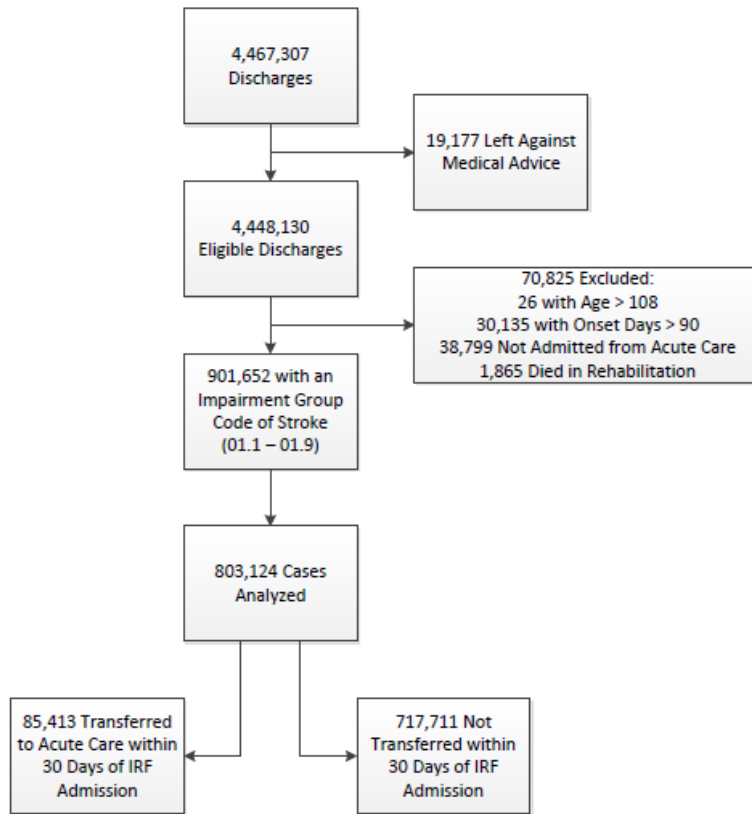 4,467,307
Discharges
19,177 Left Against
Medical Advice
4,448,130
Eligible Discharges
70,825 Excluded:
26 with Age > 108
30,135 with Onset Days > 90
38,799 Not Admitted from Acute Care
1,865 Died in Rehabilitation
901,652 with an
Impairment Group
Code of Stroke
(01.1 – 01.9)
803,124 Cases
Analyzed
85,413 Transferred
to Acute Care within
30 Days of IRF
Admission
717,711 Not
Transferred within
30 Days of IRF
Admission